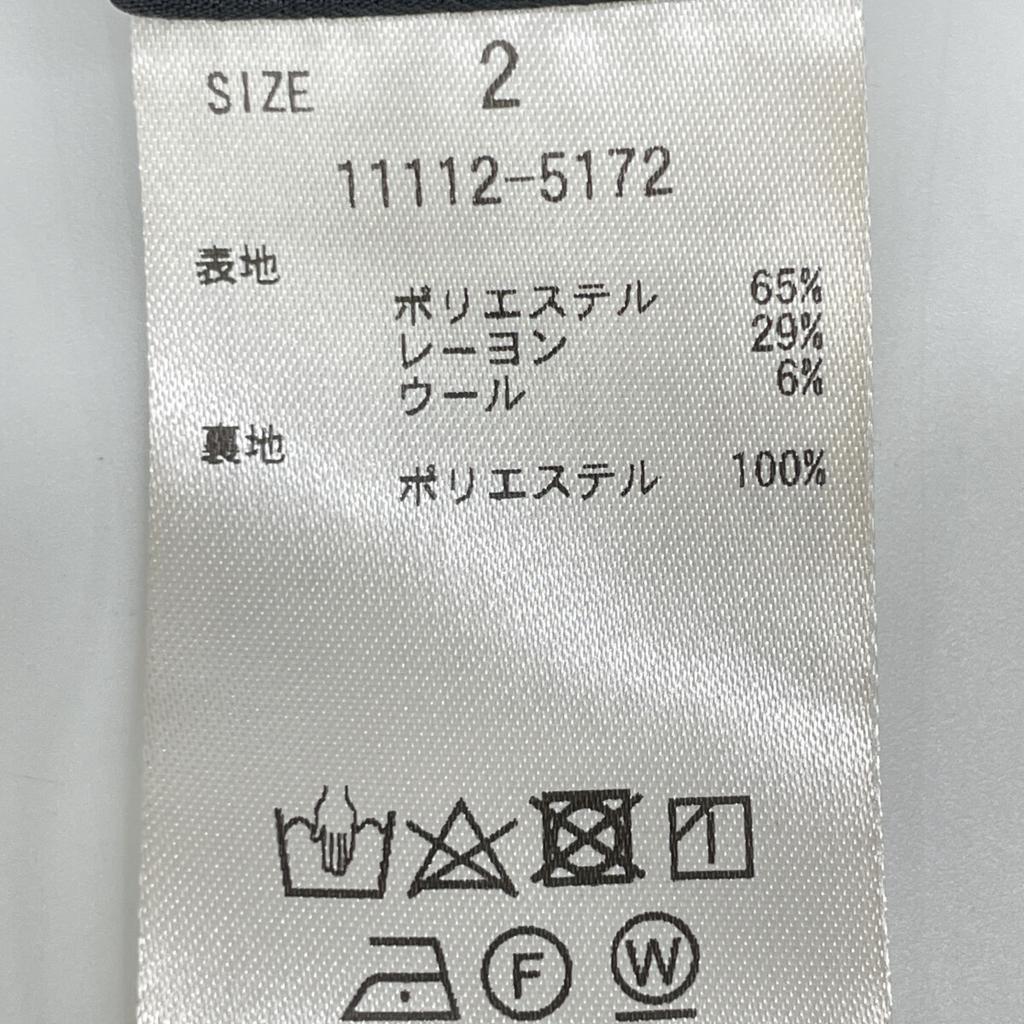 SIZE 2
11112-5172
表地
ポリエステル 65%
レーヨン 29%
ウール 6%
裏地
ポリエステル 100%
F W